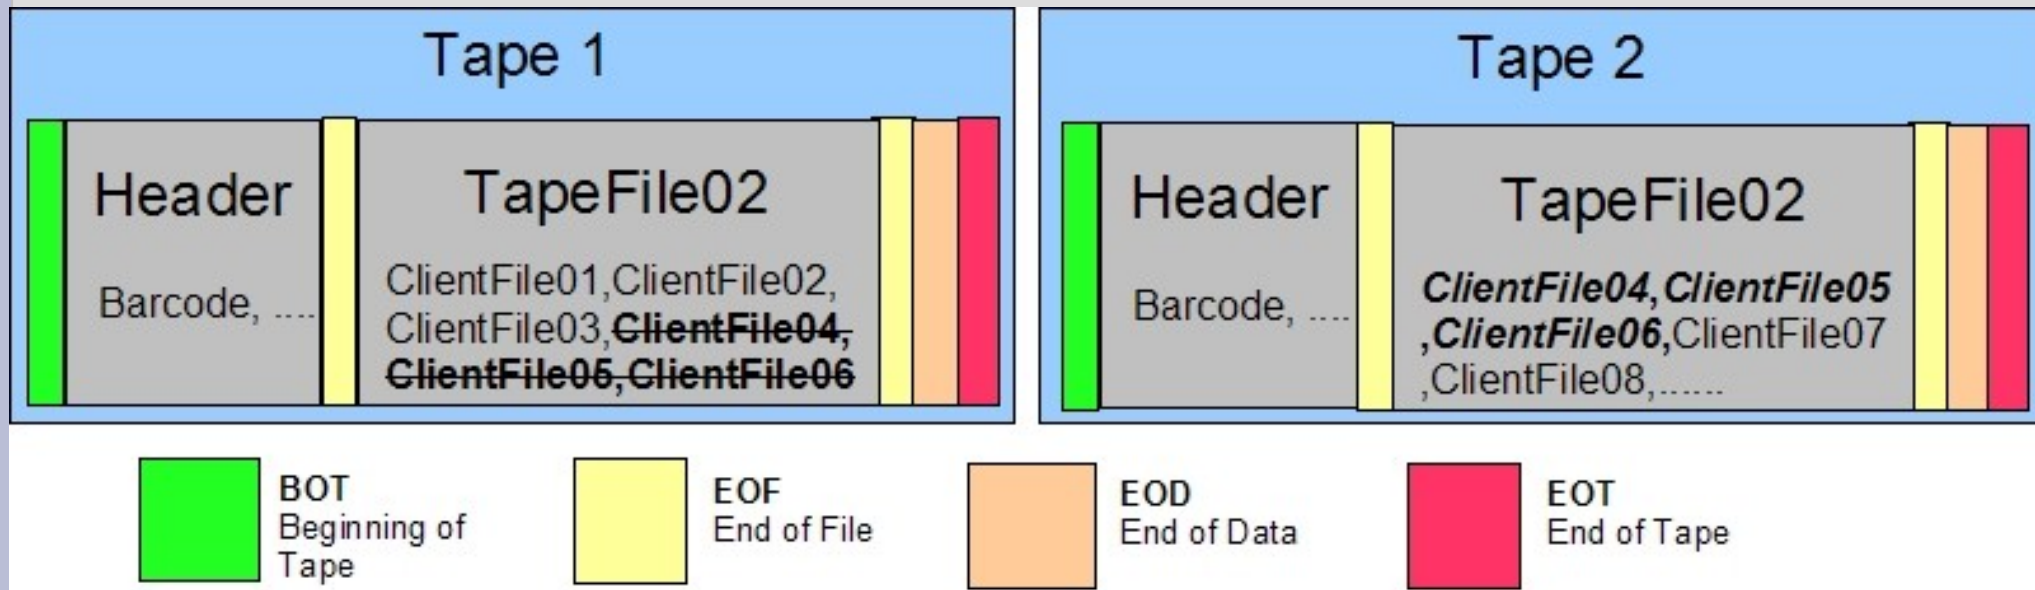 Tape 1
Header
Barcode, ....
TapeFile02
ClientFile01,ClientFile02,
ClientFile03,ClientFile04,
ClientFile05,ClientFile06
Tape 2
Header
Barcode, ....
TapeFile02
ClientFile04,ClientFile05
,ClientFile06,ClientFile07
,ClientFile08,......
BOT
Beginning of
Tape
EOF
End of File
EOD
End of Data
EOT
End of Tape